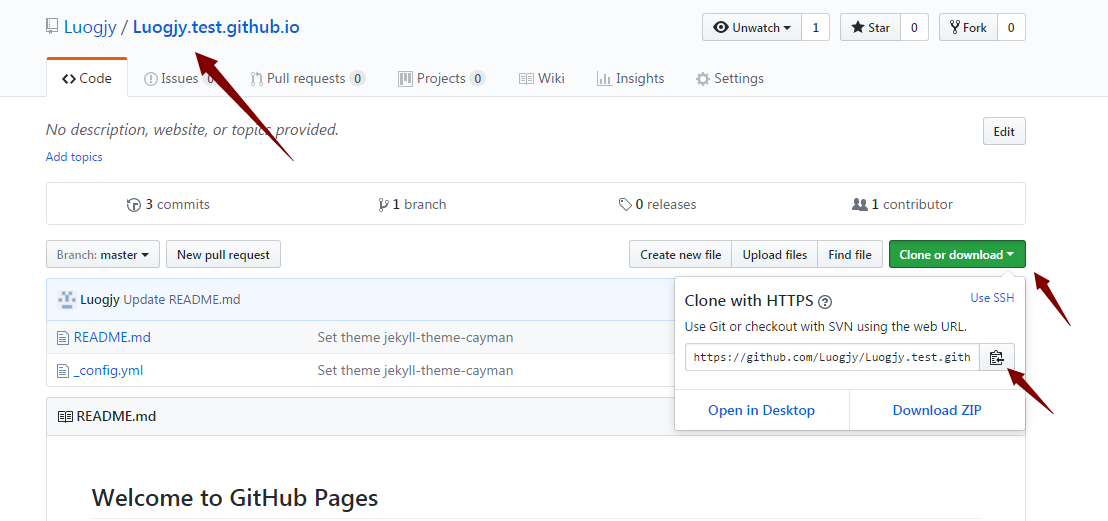 Luogjy / Luogjy.test.github.io
Unwatch 1 Star 0 Fork 0
Code Issues 0 Pull requests 0 Projects 0 Wiki Insights Settings
No description, website, or topics provided.
Edit
Add topics
3 commits 1 branch 0 releases 1 contributor
Branch: master New pull request Create new file Upload files Find file Clone or download
Luogjy Update README.md
Clone with HTTPS ? Use SSH
Use Git or checkout with SVN using the web URL.
README.md Set theme jekyll-theme-cayman
https://github.com/Luogjy/Luogjy.test.gith
_config.yml Set theme jekyll-theme-cayman
Open in Desktop Download ZIP
README.md
Welcome to GitHub Pages